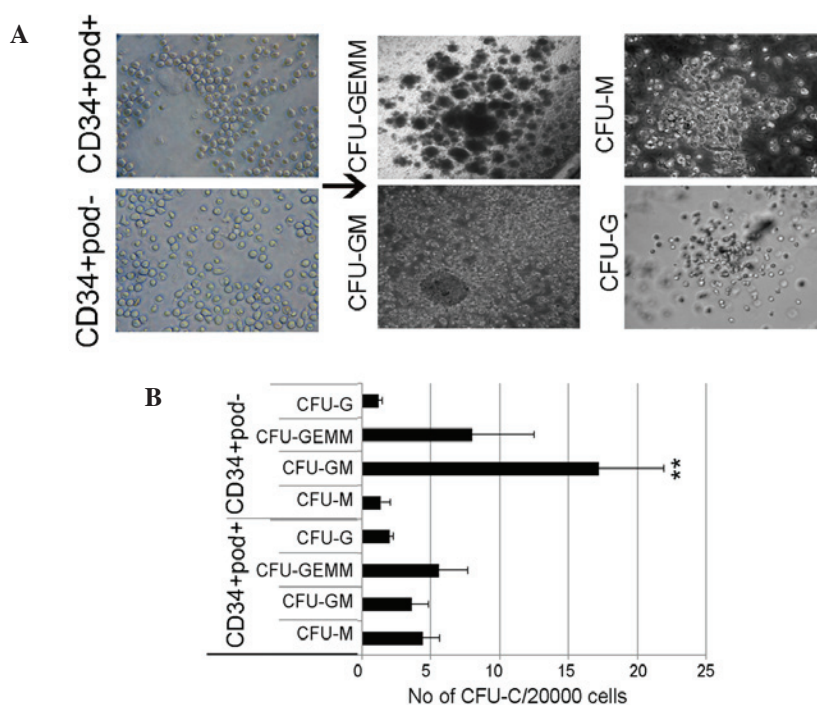 A
CD34+pod+
CD34+pod-
CFU-GEMM
CFU-GM
CFU-M
CFU-G
B
CD34+pod-
CFU-G
CFU-GEMM
CFU-GM
**
CFU-M
CD34+pod+
CFU-G
CFU-GEMM
CFU-GM
CFU-M
0 5 10 15 20 25
No of CFU-C/20000 cells